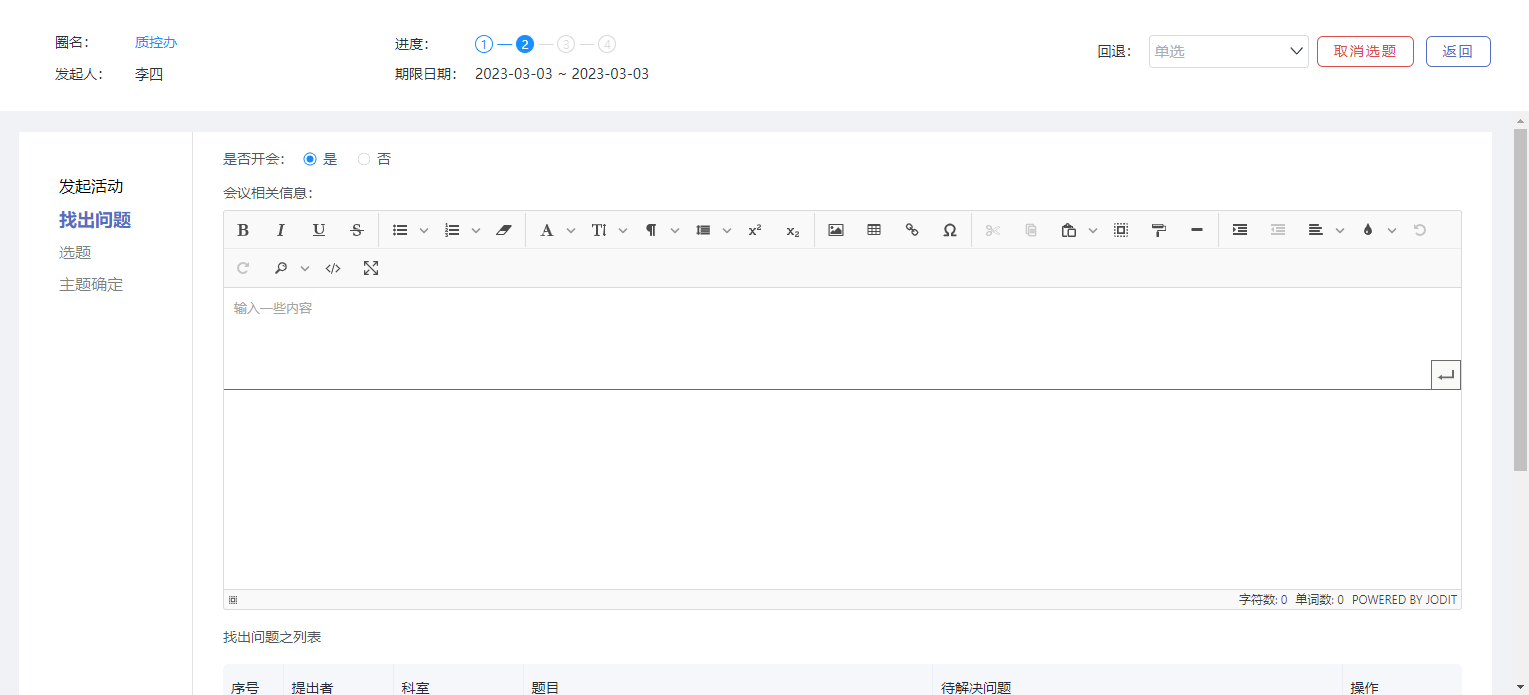 圈名： 质控办 进度： 1 2 3 4 回退： 单选 取消选题 返回
发起人： 李四 期限日期： 2023-03-03 ~ 2023-03-03
发起活动
找出问题
选题
主题确定
是否开会： 是 否
会议相关信息：
输入一些内容
字符数: 0 单词数: 0 POWERED BY JODIT
找出问题之列表
序号 提出者 科室 题目 待解决问题 操作